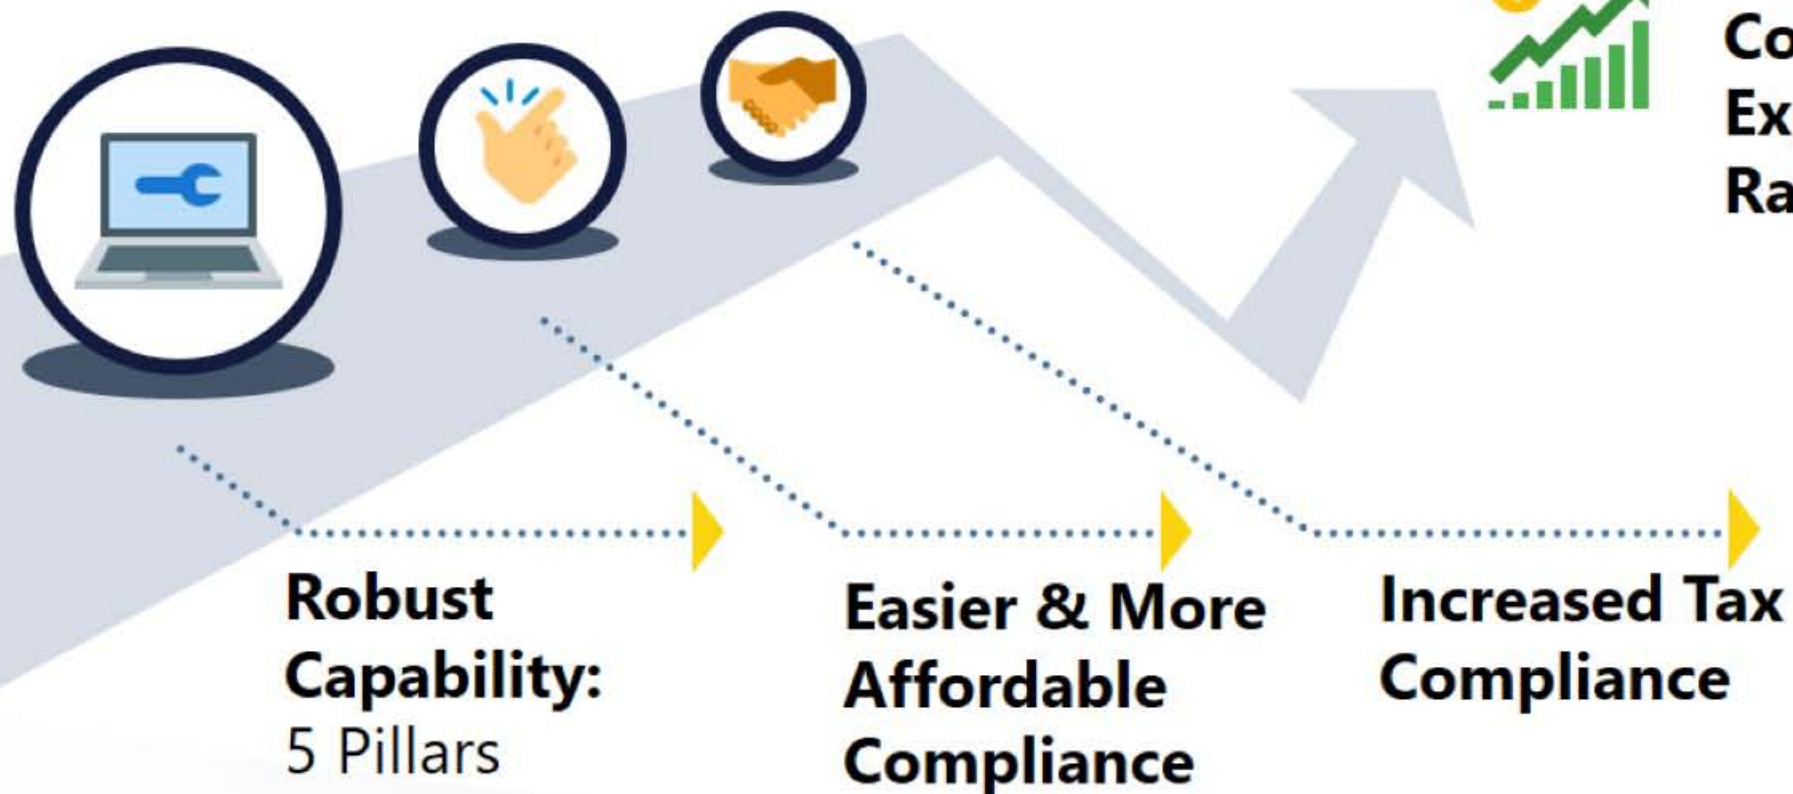 Robust
Capability:
5 Pillars
Easier & More
Affordable
Compliance
Increased Tax
Compliance